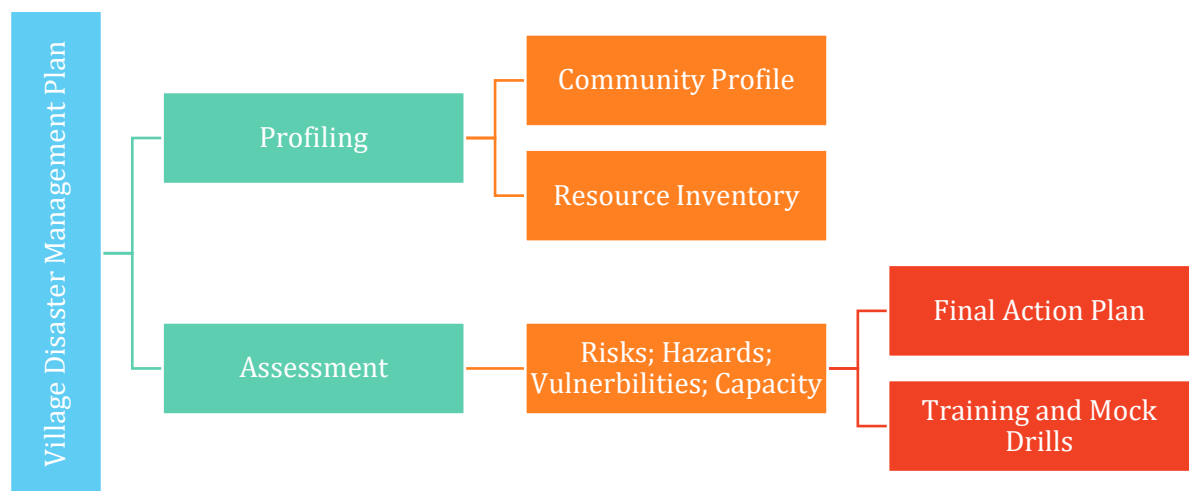 Village Disaster Management Plan
Profiling
Community Profile
Resource Inventory
Assessment
Risks; Hazards;
Vulnerbilities; Capacity
Final Action Plan
Training and Mock
Drills